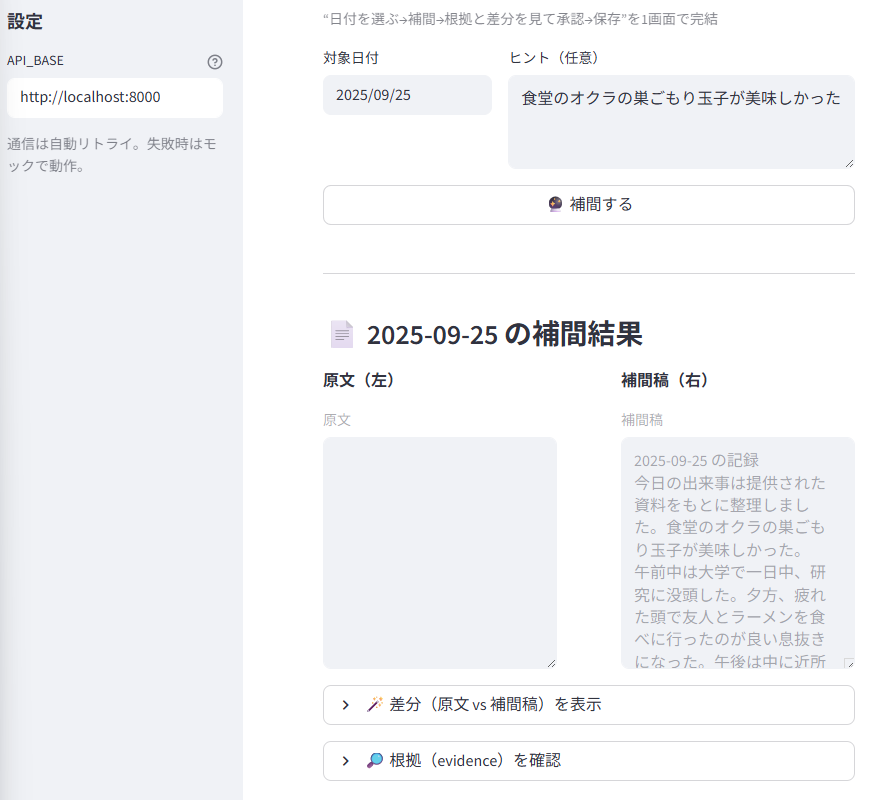 設定
API_BASE
http://localhost:8000
通信は自動リトライ。失敗時はモ
ックで動作。
“日付を選ぶ→補間→根拠と差分を見て承認→保存”を1画面で完結
対象日付
ヒント（任意）
2025/09/25
食堂のオクラの巣ごもり玉子が美味しかった
補間する
2025-09-25 の補間結果
原文（左）
補間稿（右）
原文
補間稿
2025-09-25 の記録
今日の出来事は提供された
資料をもとに整理しまし
た。食堂のオクラの巣ごも
り玉子が美味しかった。
午前中は大学で一日中、研
究に没頭した。夕方、疲れ
た頭で友人とラーメンを食
べに行ったのが良い息抜き
になった。午後は中に近所
差分（原文 vs 補間稿）を表示
根拠（evidence）を確認